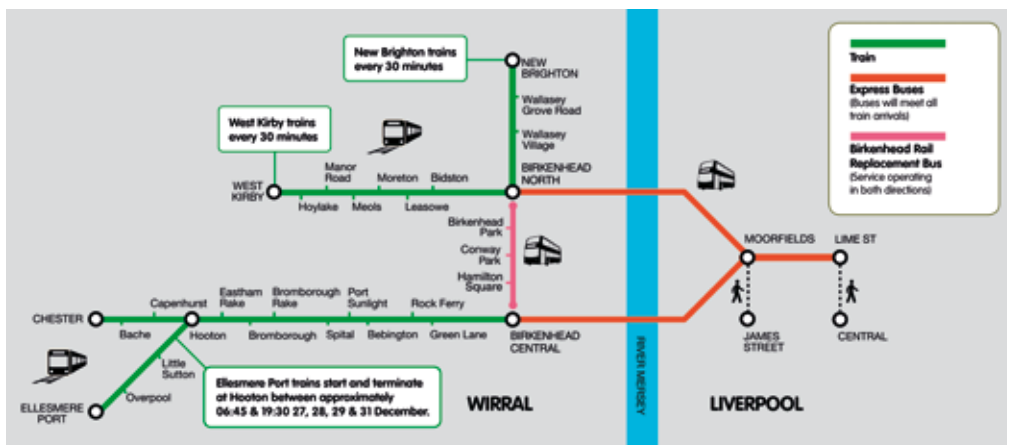 New Brighton trains
every 30 minutes
NEW
BRIGHTON
Wallasey
Grove Road
Wallasey
Village
BIRKENHEAD
NORTH
West Kirby trains
every 30 minutes
WEST
KIRBY
Manor
Road
Moreton
Bidston
Hoylake
Meols
Leasowe
Birkenhead
Park
Conway
Park
Hamilton
Square
CHESTER
Capenhurst
Eastham
Rake
Bromborough
Rake
Port
Sunlight
Rock Ferry
Bache
Hooton
Bromborough
Spital
Bebington
Green Lane
BIRKENHEAD
CENTRAL
Little
Sutton
Overpool
ELLESMERE
PORT
Ellesmere Port trains start and terminate
at Hooton between approximately
06:45 & 19:30 27, 28, 29 & 31 December.
WIRRAL
RIVER MERSEY
LIVERPOOL
MOORFIELDS
LIME ST
JAMES
STREET
CENTRAL
Train
Express Buses
(Buses will meet all
train arrivals)
Birkenhead Rail
Replacement Bus
(Service operating
in both directions)